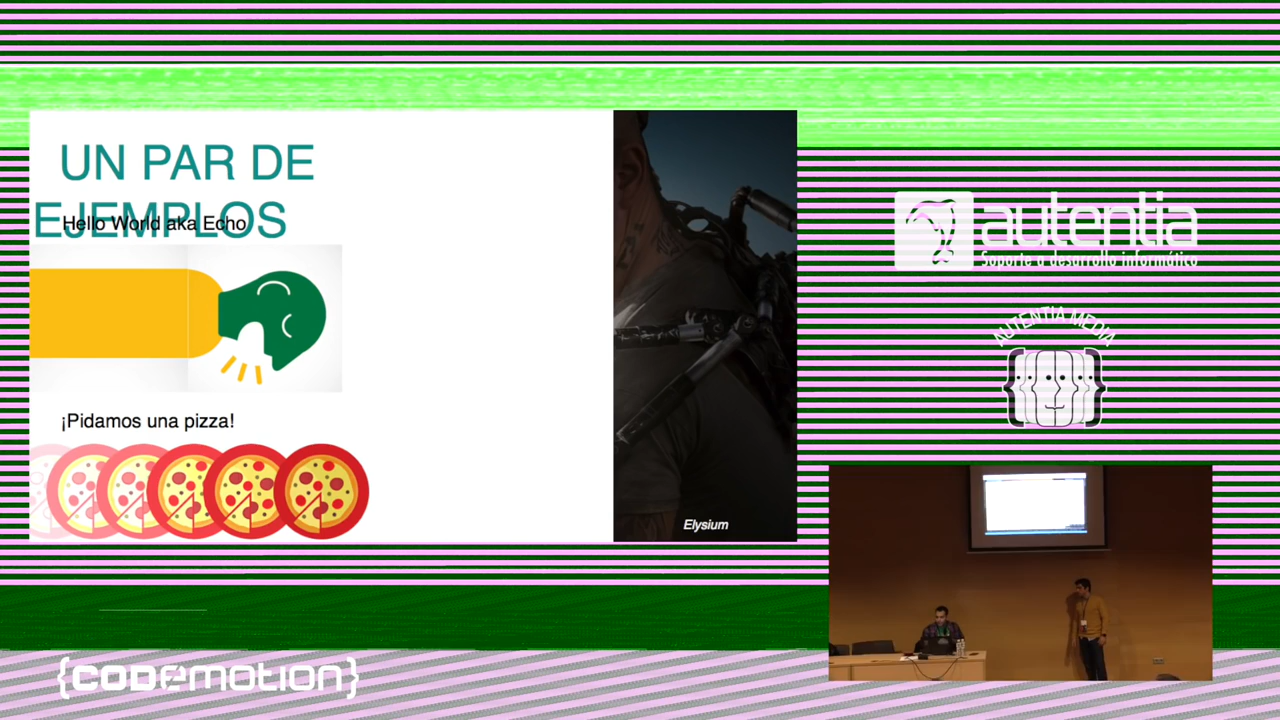 UN PAR DE
EJEMPLOS
Hello World aka Echo
¡Pidamos una pizza!
Elysium
autentia
Soporte a desarrollo informático
AUTENTIA MEDIA
{CODEMOTION}